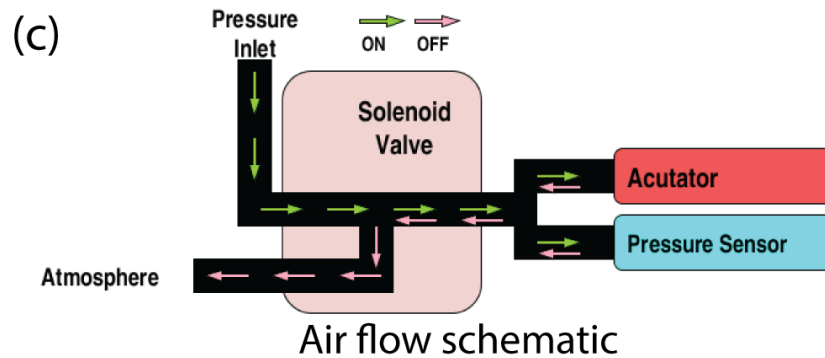 (c)
Pressure
Inlet
ON OFF
Solenoid
Valve
Acutator
Pressure Sensor
Atmosphere
Air flow schematic